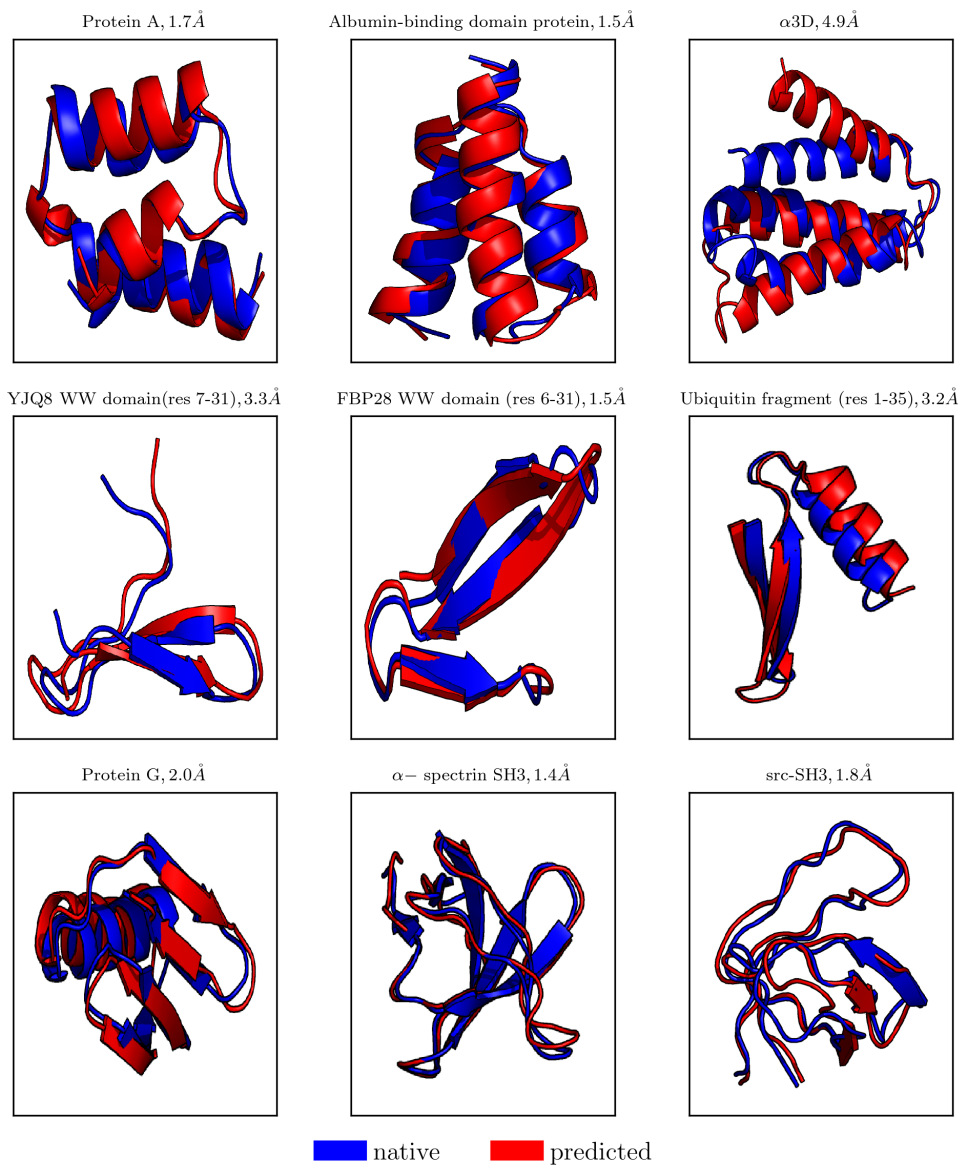 Protein A, 1.7Å
Albumin-binding domain protein, 1.5Å
α3D, 4.9Å
YJQ8 WW domain(res 7-31), 3.3Å
FBP28 WW domain (res 6-31), 1.5Å
Ubiquitin fragment (res 1-35), 3.2Å
Protein G, 2.0Å
α− spectrin SH3, 1.4Å
src-SH3, 1.8Å
native
predicted